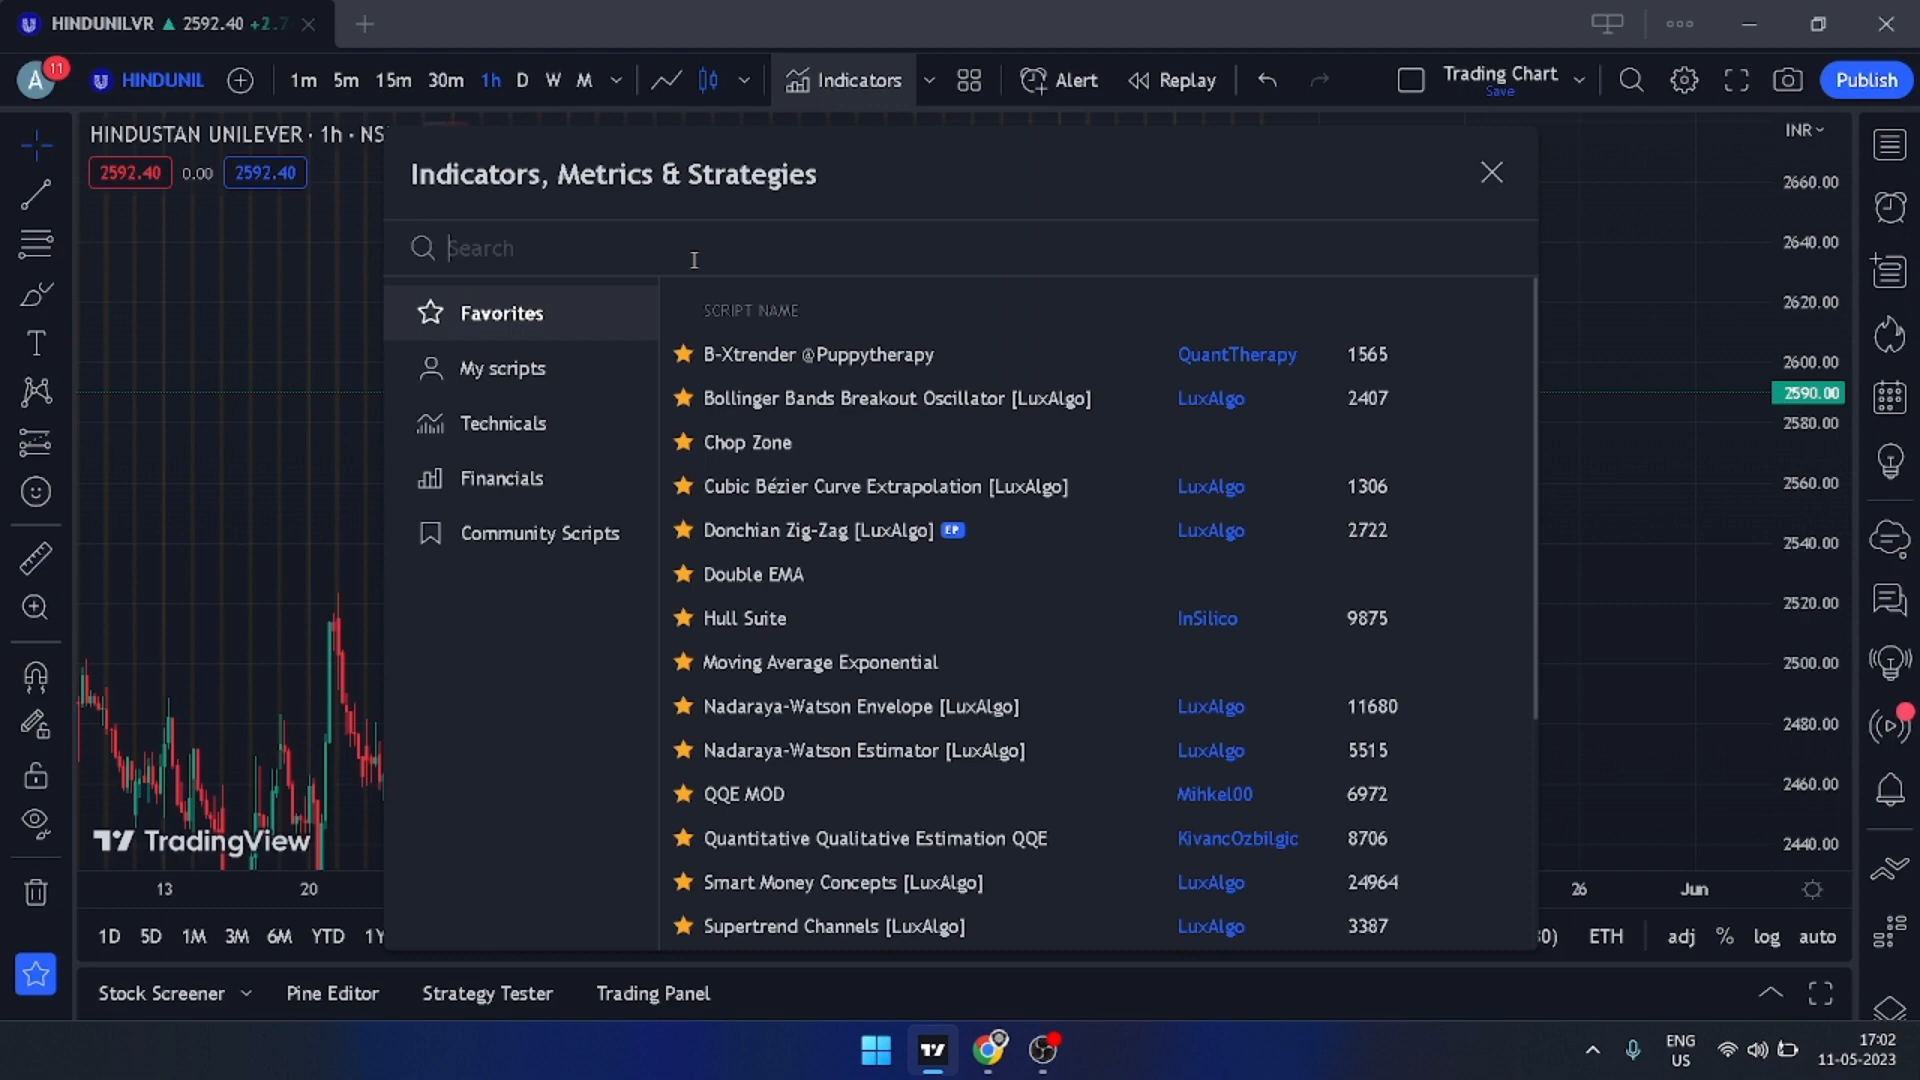 HINDUNILVR ▲ 2592.40 +2.7
A 11 HINDUNIL 1m 5m 15m 30m 1h D W M Indicators Alert Replay Trading Chart Save Publish
HINDUSTAN UNILEVER · 1h · NS
INR
2592.40 0.00 2592.40
Indicators, Metrics & Strategies
Search
Favorites
My scripts
Technicals
Financials
Community Scripts
SCRIPT NAME
B-Xtrender @Puppytherapy QuantTherapy 1565
Bollinger Bands Breakout Oscillator [LuxAlgo] LuxAlgo 2407
Chop Zone
Cubic Bézier Curve Extrapolation [LuxAlgo] LuxAlgo 1306
Donchian Zig-Zag [LuxAlgo] EP LuxAlgo 2722
Double EMA
Hull Suite InSilico 9875
Moving Average Exponential
Nadaraya-Watson Envelope [LuxAlgo] LuxAlgo 11680
Nadaraya-Watson Estimator [LuxAlgo] LuxAlgo 5515
QQE MOD Mihkel00 6972
Quantitative Qualitative Estimation QQE KivancOzbilgic 8706
Smart Money Concepts [LuxAlgo] LuxAlgo 24964
Supertrend Channels [LuxAlgo] LuxAlgo 3387
2660.00
2640.00
2620.00
2600.00
2590.00
2580.00
2560.00
2540.00
2520.00
2500.00
2480.00
2460.00
2440.00
TradingView
13 20 26 Jun
1D 5D 1M 3M 6M YTD 1Y 0) ETH adj % log auto
Stock Screener Pine Editor Strategy Tester Trading Panel
ENG
US
17:02
11-05-2023